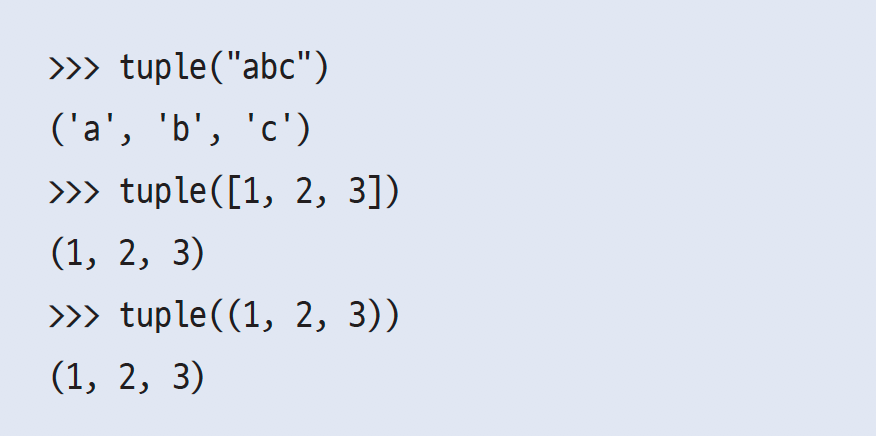 >>> tuple("abc")
('a', 'b', 'c')
>>> tuple([1, 2, 3])
(1, 2, 3)
>>> tuple((1, 2, 3))
(1, 2, 3)